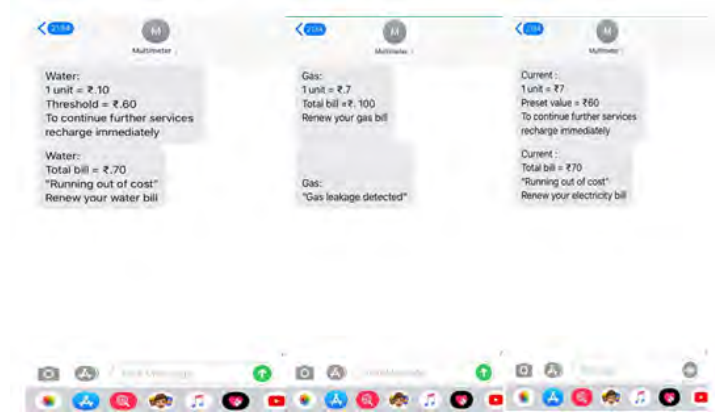 M
Multimeter
Water:
1 unit = ₹.10
Threshold = ₹.60
To continue further services
recharge immediately
Water:
Total bill = ₹.70
"Running out of cost"
Renew your water bill
M
Multimeter
Gas:
1 unit = ₹.7
Total bill =₹. 100
Renew your gas bill
Gas:
"Gas leakage detected"
M
Multimeter
Current :
1 unit = ₹7
Preset value = ₹60
To continue further services
recharge immediately
Current :
Total bill = ₹70
"Running out of cost"
Renew your electricity bill